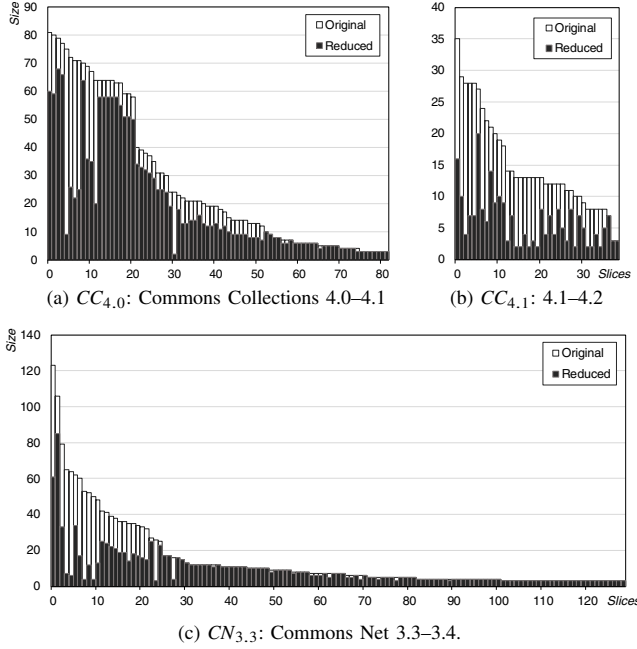 Size
90
80
70
60
50
40
30
20
10
0
Original
Reduced
0 10 20 30 40 50 60 70 80
(a) CC4.0: Commons Collections 4.0–4.1
40
35
30
25
20
15
10
5
0
Original
Reduced
0 10 20 30 Slices
(b) CC4.1: 4.1–4.2
Size
140
120
100
80
60
40
20
0
Original
Reduced
0 10 20 30 40 50 60 70 80 90 100 110 120 Slices
(c) CN3.3: Commons Net 3.3–3.4.